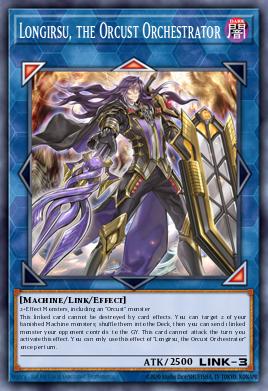 LONGIRSU, THE ORCUST ORCHESTRATOR
DARK
闇
[MACHINE/LINK/EFFECT]
2+ Effect Monsters, including an "Orcust" monster
This linked card cannot be destroyed by card effects. You can target 2 of
your banished Machine monsters; shuffle them into the Deck, then you can send 1 linked
monster your opponent controls to the GY. This card cannot attack the turn you
activate this effect. You can only use this effect of "Longirsu, the Orcust Orchestrator"
once per turn.
ATK/2500 LINK-3